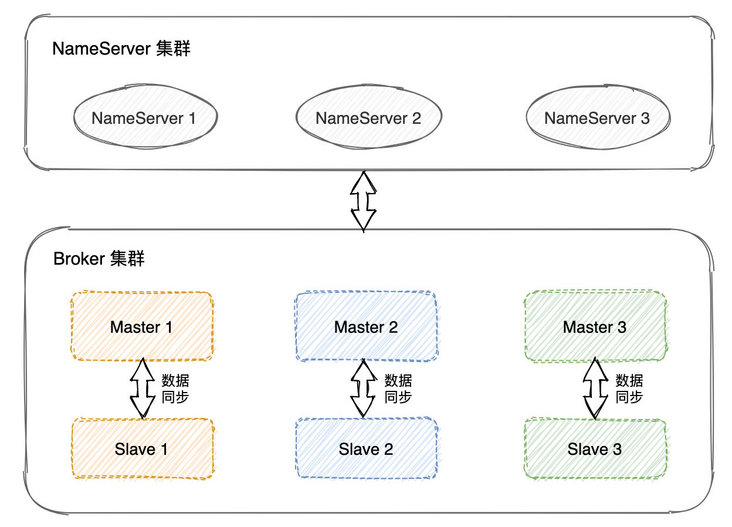 NameServer 集群
NameServer 1
NameServer 2
NameServer 3
Broker 集群
Master 1
Master 2
Master 3
数据
同步
数据
同步
数据
同步
Slave 1
Slave 2
Slave 3